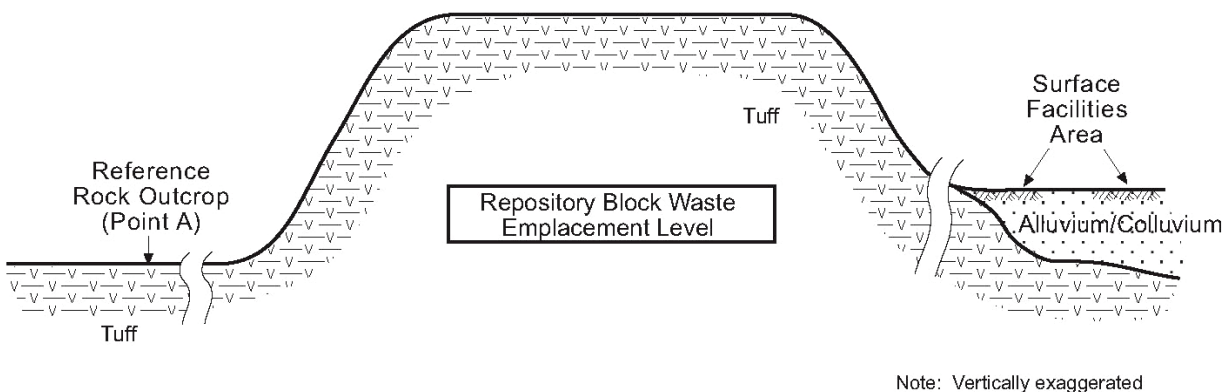 Surface
Facilities
Area
Tuff
Reference
Rock Outcrop
(Point A)
Repository Block Waste
Emplacement Level
Alluvium/Colluvium
Tuff
Note: Vertically exaggerated